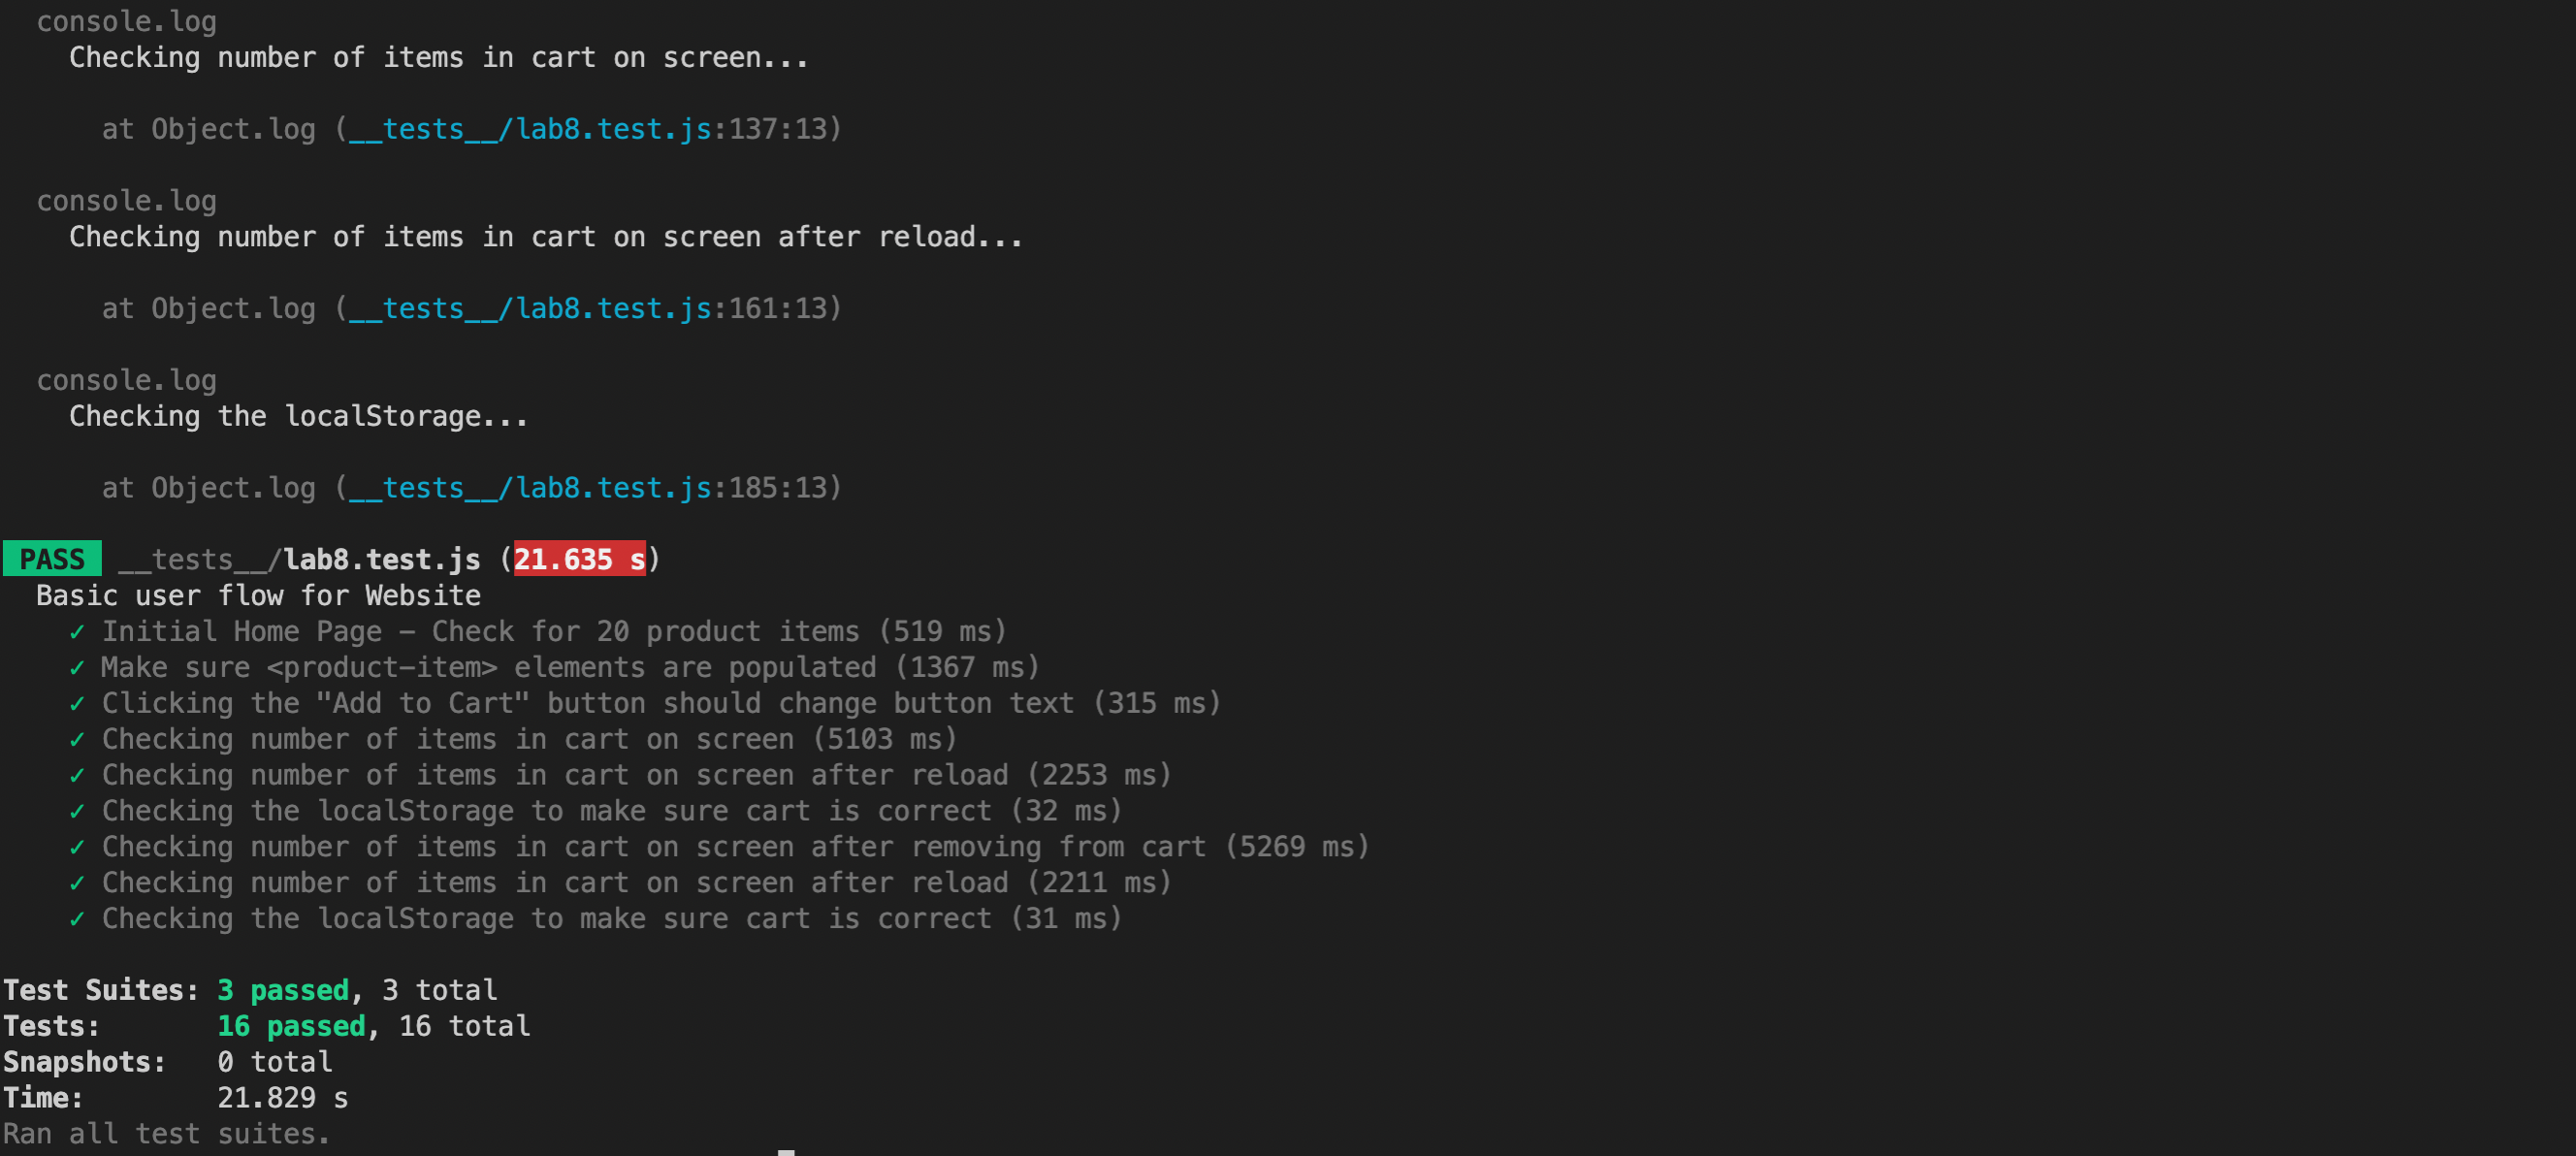 console.log
Checking number of items in cart on screen...
at Object.log (__tests__/lab8.test.js:137:13)
console.log
Checking number of items in cart on screen after reload...
at Object.log (__tests__/lab8.test.js:161:13)
console.log
Checking the localStorage...
at Object.log (__tests__/lab8.test.js:185:13)
PASS __tests__/lab8.test.js (21.635 s)
Basic user flow for Website
✓ Initial Home Page – Check for 20 product items (519 ms)
✓ Make sure <product-item> elements are populated (1367 ms)
✓ Clicking the "Add to Cart" button should change button text (315 ms)
✓ Checking number of items in cart on screen (5103 ms)
✓ Checking number of items in cart on screen after reload (2253 ms)
✓ Checking the localStorage to make sure cart is correct (32 ms)
✓ Checking number of items in cart on screen after removing from cart (5269 ms)
✓ Checking number of items in cart on screen after reload (2211 ms)
✓ Checking the localStorage to make sure cart is correct (31 ms)
Test Suites: 3 passed, 3 total
Tests: 16 passed, 16 total
Snapshots: 0 total
Time: 21.829 s
Ran all test suites.